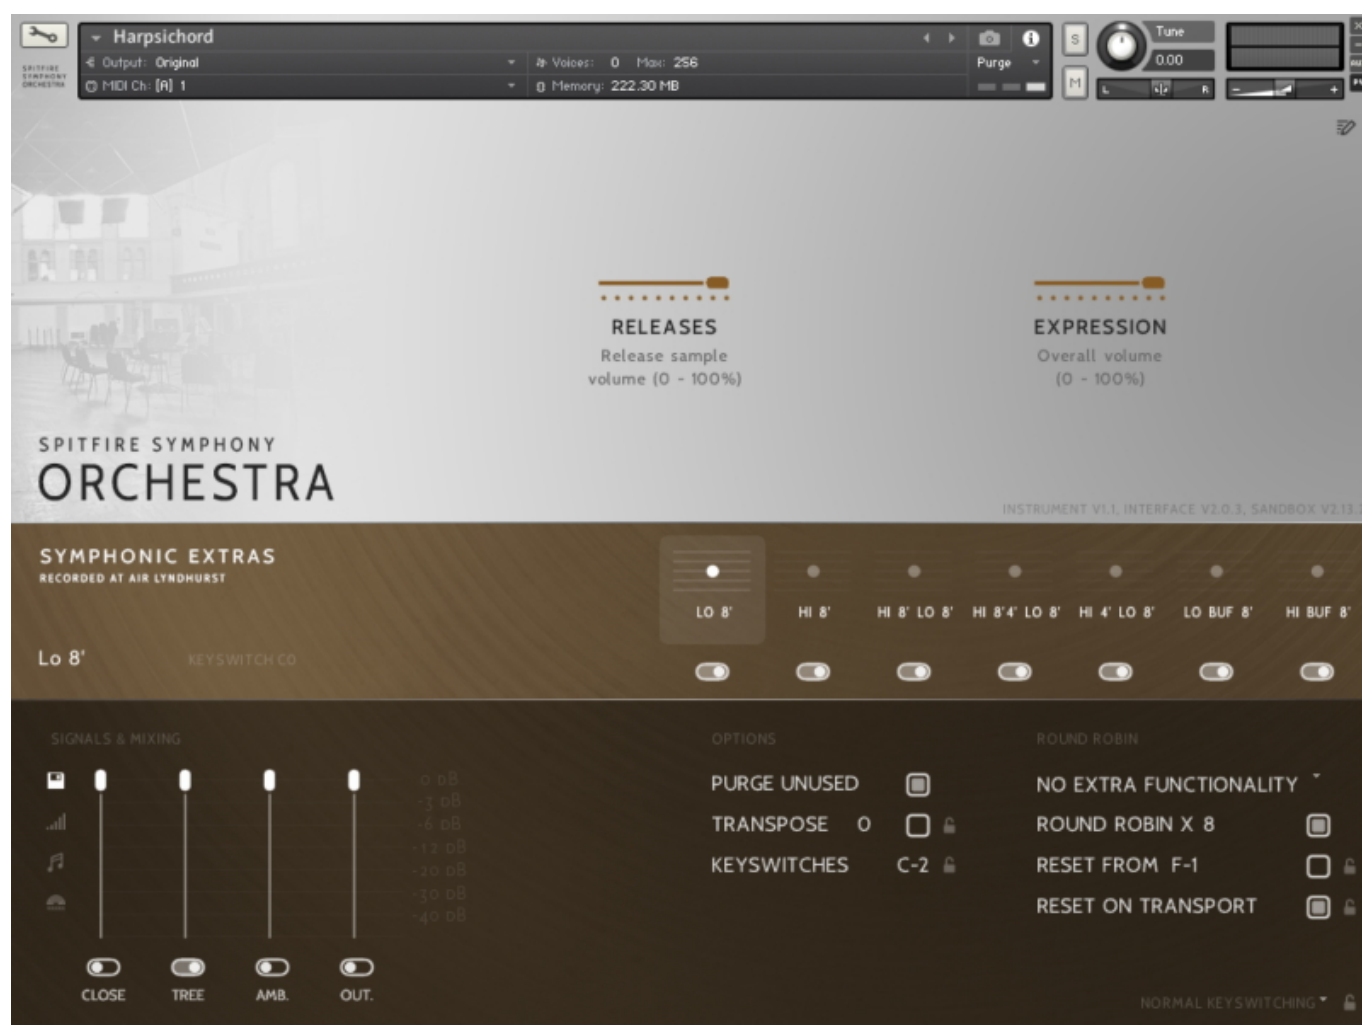 Harpsichord
Output: Original
MIDI Ch: [A] 1
Voices: 0 Max: 256
Memory: 222.30 MB
Purge
S
M
Tune
0.00
L R
- +
SPITFIRE
SYMPHONY
ORCHESTRA
RELEASES
Release sample
volume (0 - 100%)
EXPRESSION
Overall volume
(0 - 100%)
SPITFIRE SYMPHONY
ORCHESTRA
INSTRUMENT V1.1, INTERFACE V2.0.3, SANDBOX V2.13.
SYMPHONIC EXTRAS
RECORDED AT AIR LYNDHURST
LO 8' HI 8' HI 8' LO 8' HI 8'4' LO 8' HI 4' LO 8' LO BUF 8' HI BUF 8'
Lo 8' KEYSWITCH C0
SIGNALS & MIXING
0 DB
-3 DB
-6 DB
-12 DB
-20 DB
-30 DB
-40 DB
CLOSE TREE AMB. OUT.
OPTIONS
PURGE UNUSED
TRANSPOSE 0
KEYSWITCHES C-2
ROUND ROBIN
NO EXTRA FUNCTIONALITY
ROUND ROBIN X 8
RESET FROM F-1
RESET ON TRANSPORT
NORMAL KEYSWITCHING